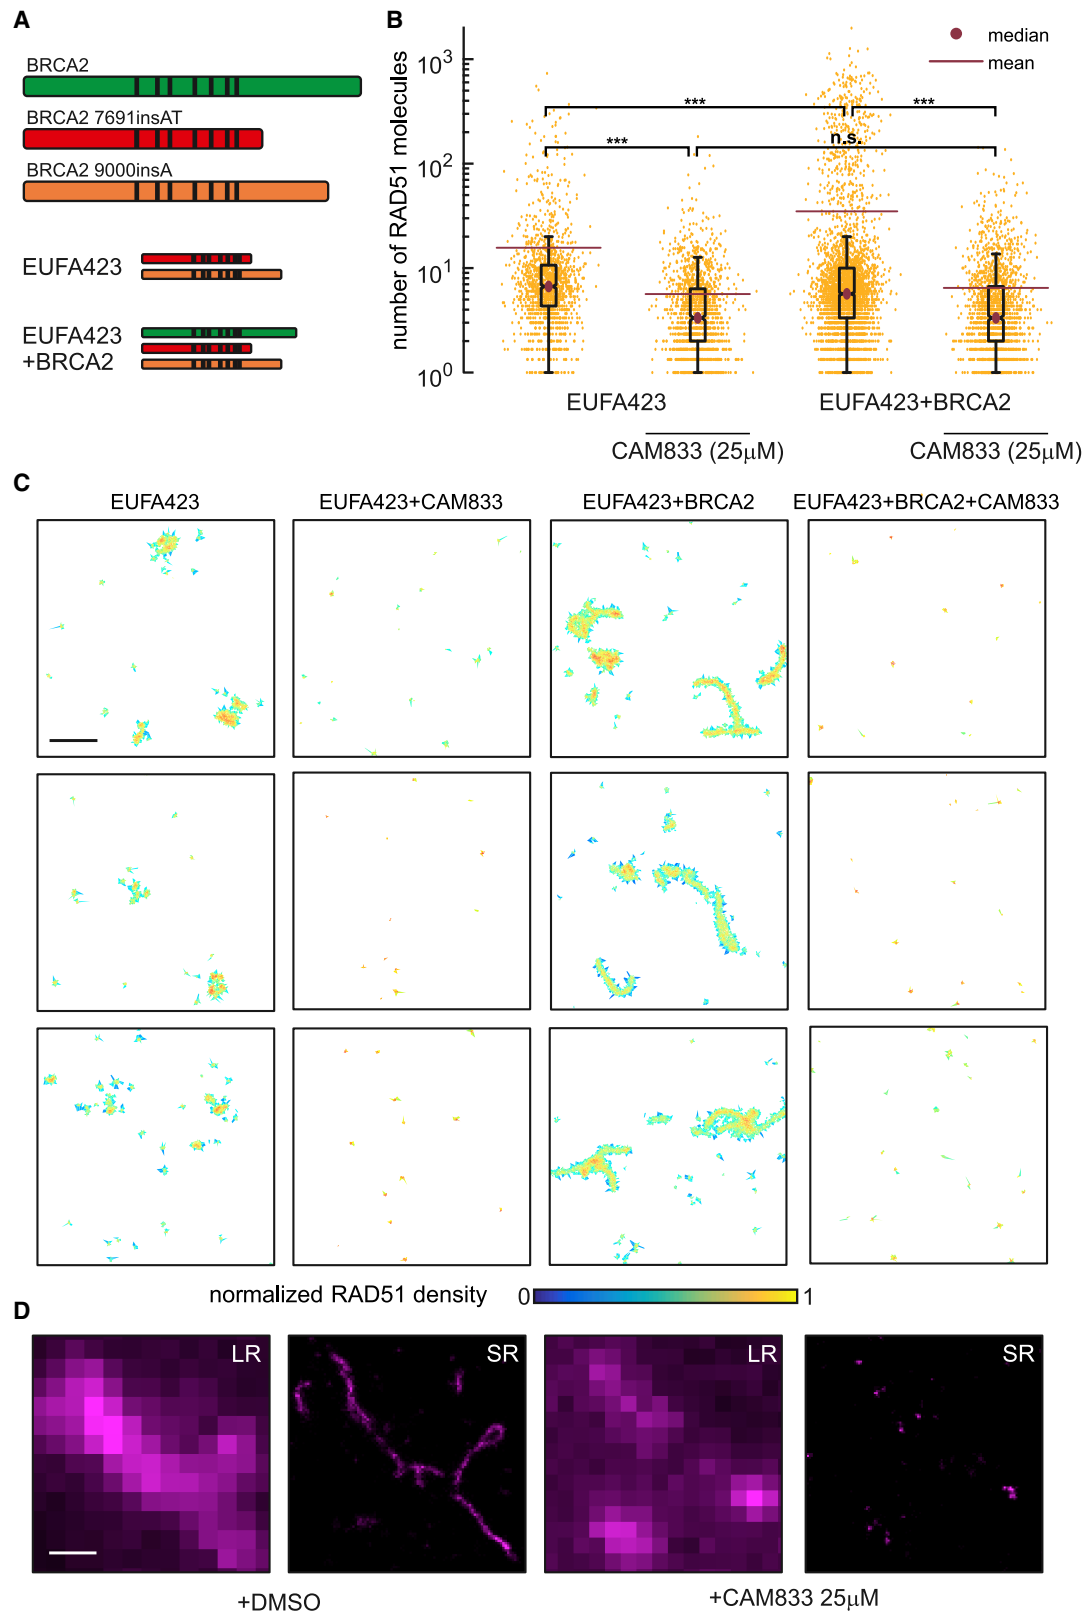 A
BRCA2
BRCA2 7691insAT
BRCA2 9000insA
EUFA423
EUFA423
+BRCA2
B
number of RAD51 molecules
10³
10²
10¹
10⁰
median
mean
***
***
***
n.s.
EUFA423
EUFA423+BRCA2
CAM833 (25μM)
CAM833 (25μM)
C
EUFA423
EUFA423+CAM833
EUFA423+BRCA2
EUFA423+BRCA2+CAM833
normalized RAD51 density
0
1
D
LR
SR
LR
SR
+DMSO
+CAM833 25μM